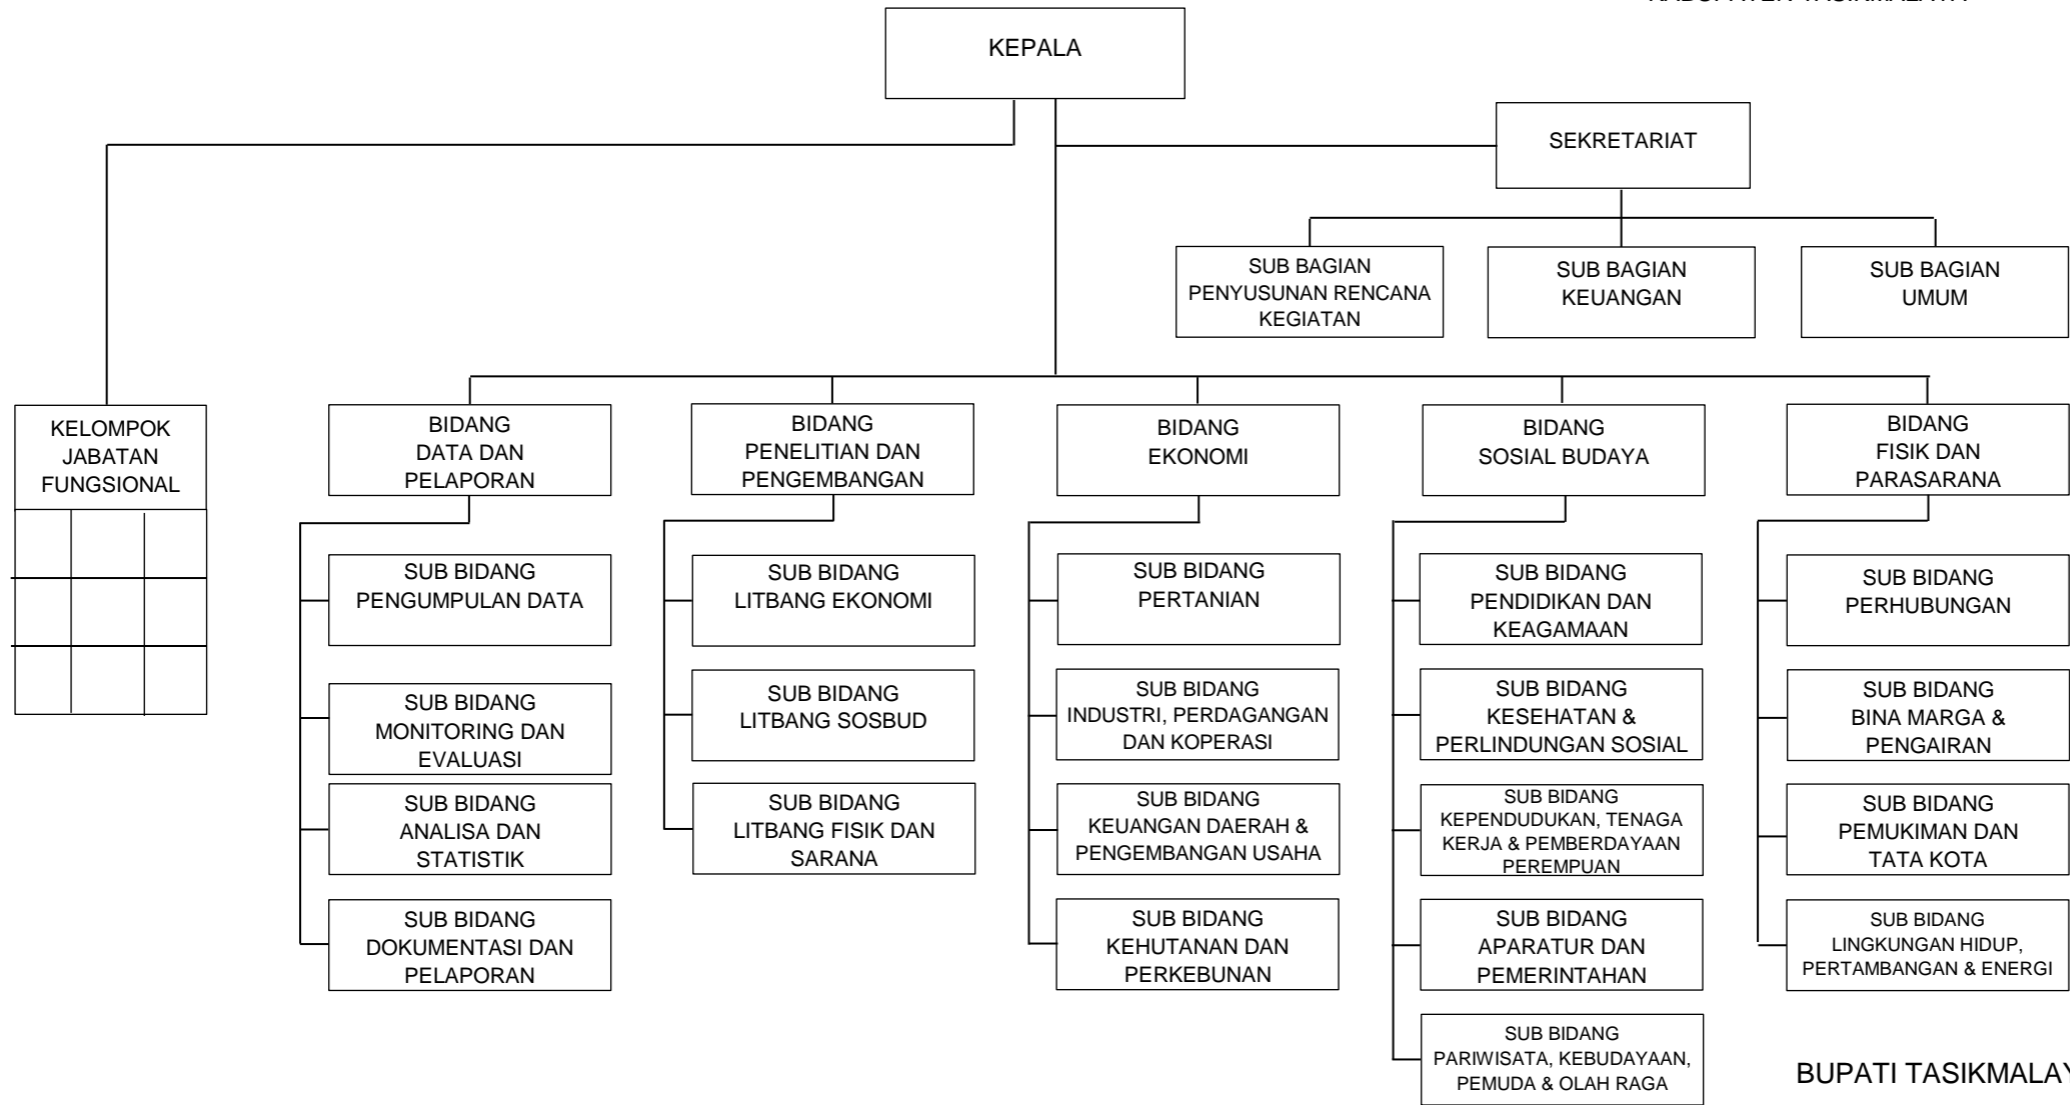 KABUPATEN TASIKMALAYA
KEPALA
SEKRETARIAT
SUB BAGIAN
PENYUSUNAN RENCANA
KEGIATAN
SUB BAGIAN
KEUANGAN
SUB BAGIAN
UMUM
KELOMPOK
JABATAN
FUNGSIONAL
BIDANG
DATA DAN
PELAPORAN
BIDANG
PENELITIAN DAN
PENGEMBANGAN
BIDANG
EKONOMI
BIDANG
SOSIAL BUDAYA
BIDANG
FISIK DAN
PARASARANA
SUB BIDANG
PENGUMPULAN DATA
SUB BIDANG
MONITORING DAN
EVALUASI
SUB BIDANG
ANALISA DAN
STATISTIK
SUB BIDANG
DOKUMENTASI DAN
PELAPORAN
SUB BIDANG
LITBANG EKONOMI
SUB BIDANG
LITBANG SOSBUD
SUB BIDANG
LITBANG FISIK DAN
SARANA
SUB BIDANG
PERTANIAN
SUB BIDANG
INDUSTRI, PERDAGANGAN
DAN KOPERASI
SUB BIDANG
KEUANGAN DAERAH &
PENGEMBANGAN USAHA
SUB BIDANG
KEHUTANAN DAN
PERKEBUNAN
SUB BIDANG
PENDIDIKAN DAN
KEAGAMAAN
SUB BIDANG
KESEHATAN &
PERLINDUNGAN SOSIAL
SUB BIDANG
KEPENDUDUKAN, TENAGA
KERJA & PEMBERDAYAAN
PEREMPUAN
SUB BIDANG
APARATUR DAN
PEMERINTAHAN
SUB BIDANG
PARIWISATA, KEBUDAYAAN,
PEMUDA & OLAH RAGA
SUB BIDANG
PERHUBUNGAN
SUB BIDANG
BINA MARGA &
PENGAIRAN
SUB BIDANG
PEMUKIMAN DAN
TATA KOTA
SUB BIDANG
LINGKUNGAN HIDUP,
PERTAMBANGAN & ENERGI
BUPATI TASIKMALAY